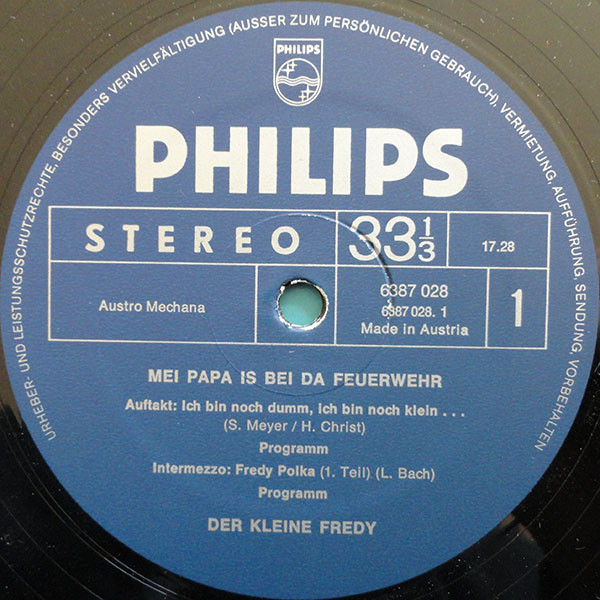 URHEBER- UND LEISTUNGSSCHUTZRECHTE, BESONDERS VERVIELFÄLTIGUNG (AUSSER ZUM PERSÖNLICHEN GEBRAUCH), VERMIETUNG, AUFFÜHRUNG, SENDUNG, VORBEHALTEN
PHILIPS
PHILIPS
STEREO
33 1/3
17.28
Austro Mechana
6387 028
6387 028. 1
Made in Austria
1
MEI PAPA IS BEI DA FEUERWEHR
Auftakt: Ich bin noch dumm, ich bin noch klein . . .
(S. Meyer / H. Christ)
Programm
Intermezzo: Fredy Polka (1. Teil) (L. Bach)
Programm
DER KLEINE FREDY